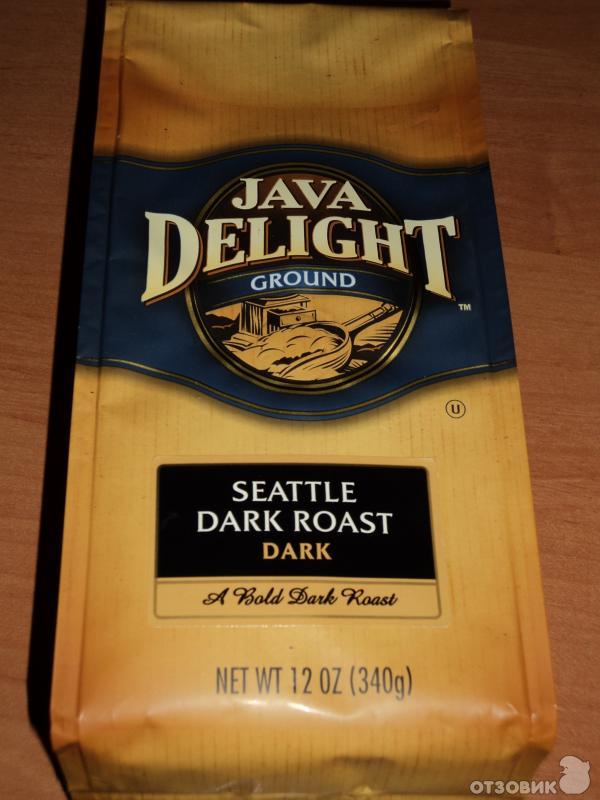 JAVA
DELIGHT
GROUND
TM
U
SEATTLE
DARK ROAST
DARK
A Bold Dark Roast
NET WT 12 OZ (340g)
ОТЗОВИК